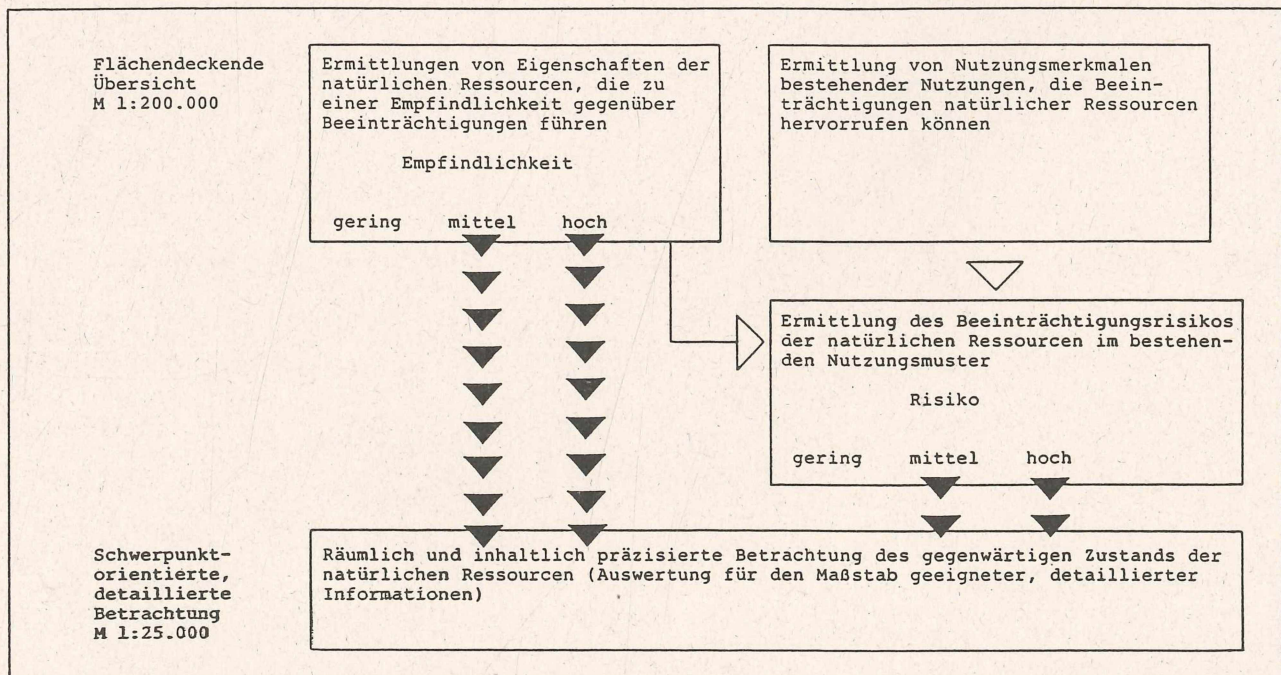 Flächendeckende
Übersicht
M 1:200.000
Ermittlungen von Eigenschaften der
natürlichen Ressourcen, die zu
einer Empfindlichkeit gegenüber
Beeinträchtigungen führen
Empfindlichkeit
gering mittel hoch
Ermittlung von Nutzungsmerkmalen
bestehender Nutzungen, die Beein-
trächtigungen natürlicher Ressourcen
hervorrufen können
Ermittlung des Beeinträchtigungsrisikos
der natürlichen Ressourcen im bestehen-
den Nutzungsmuster
Risiko
gering mittel hoch
Schwerpunkt-
orientierte,
detaillierte
Betrachtung
M 1:25.000
Räumlich und inhaltlich präzisierte Betrachtung des gegenwärtigen Zustands der
natürlichen Ressourcen (Auswertung für den Maßstab geeigneter, detaillierter
Informationen)